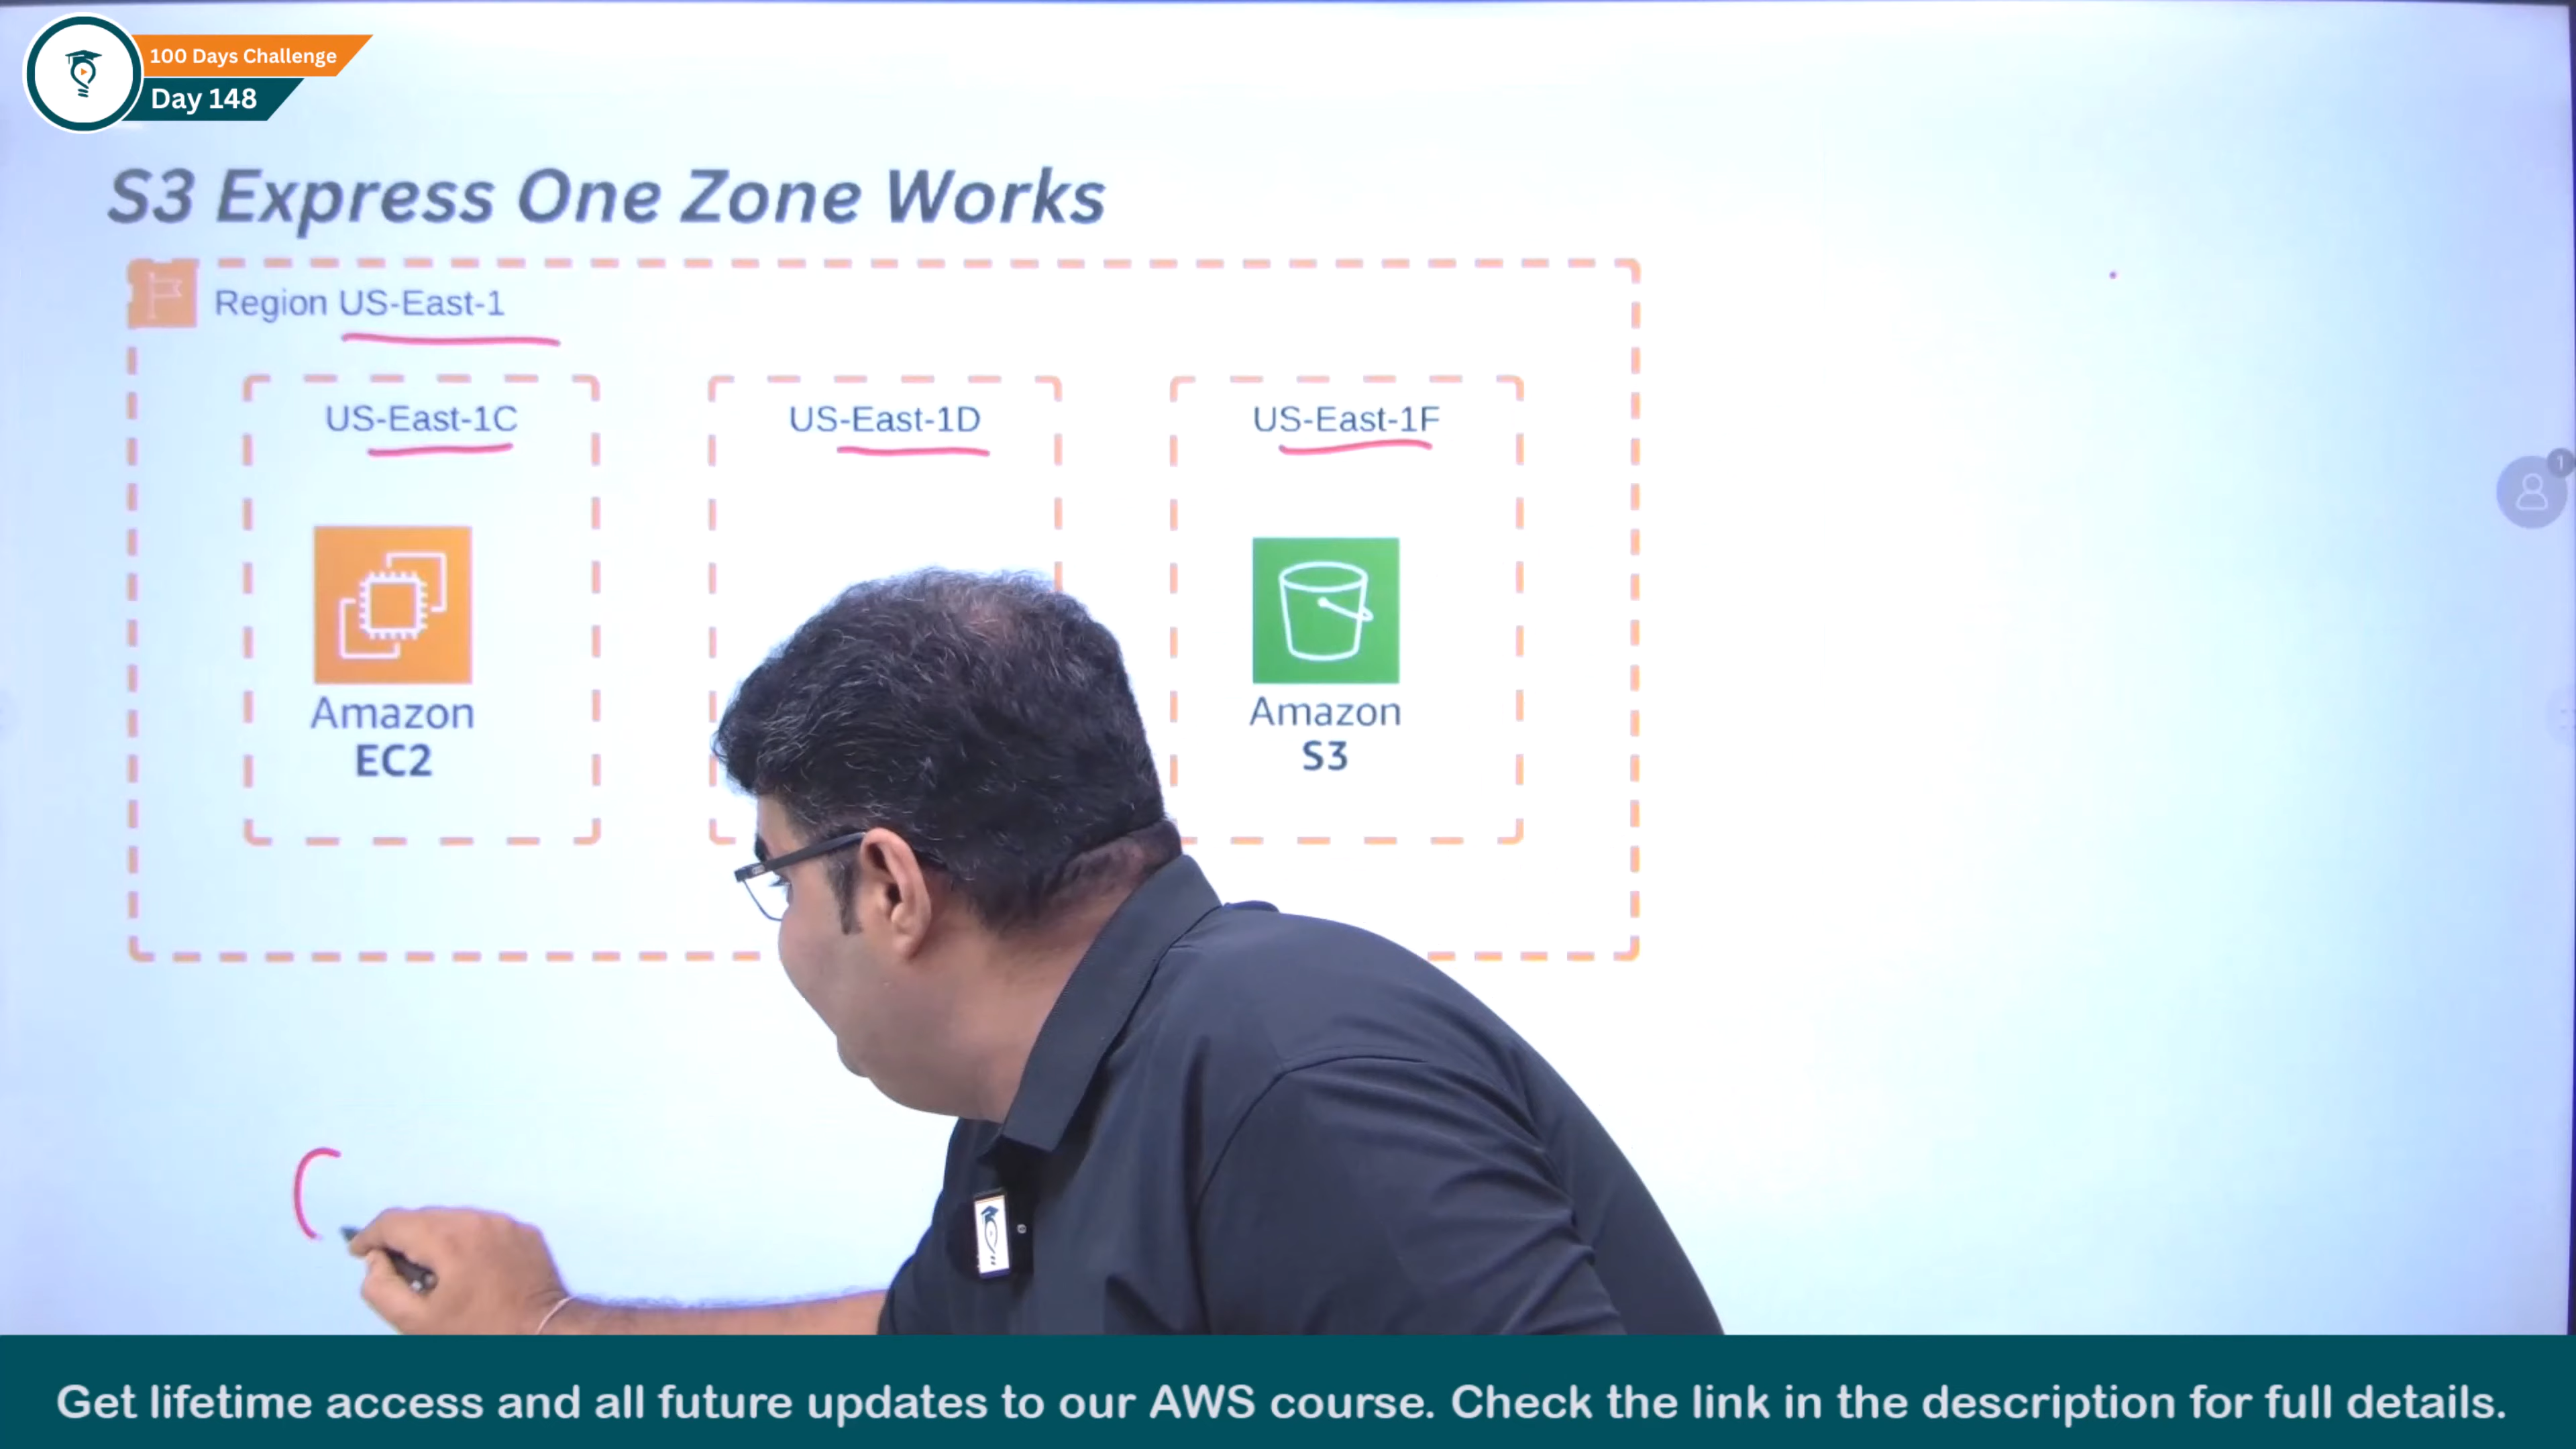 100 Days Challenge
Day 148
S3 Express One Zone Works
Region US-East-1
US-East-1C
US-East-1D
US-East-1F
Amazon
EC2
Amazon
S3
1
C
Get lifetime access and all future updates to our AWS course. Check the link in the description for full details.